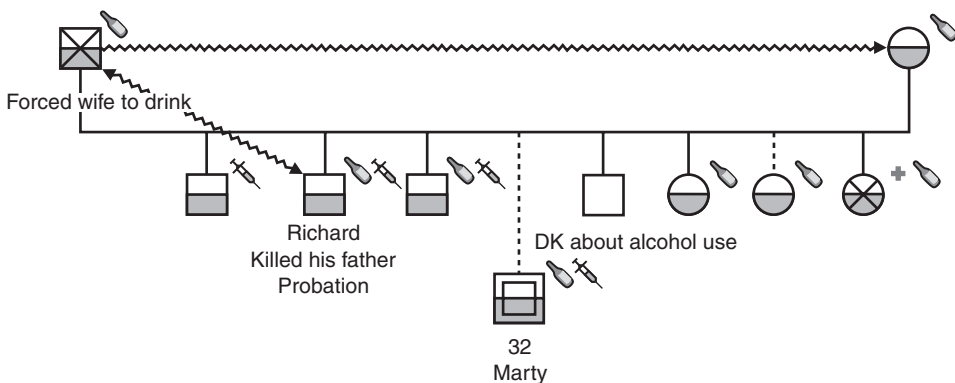 Forced wife to drink
Richard
Killed his father
Probation
DK about alcohol use
32
Marty